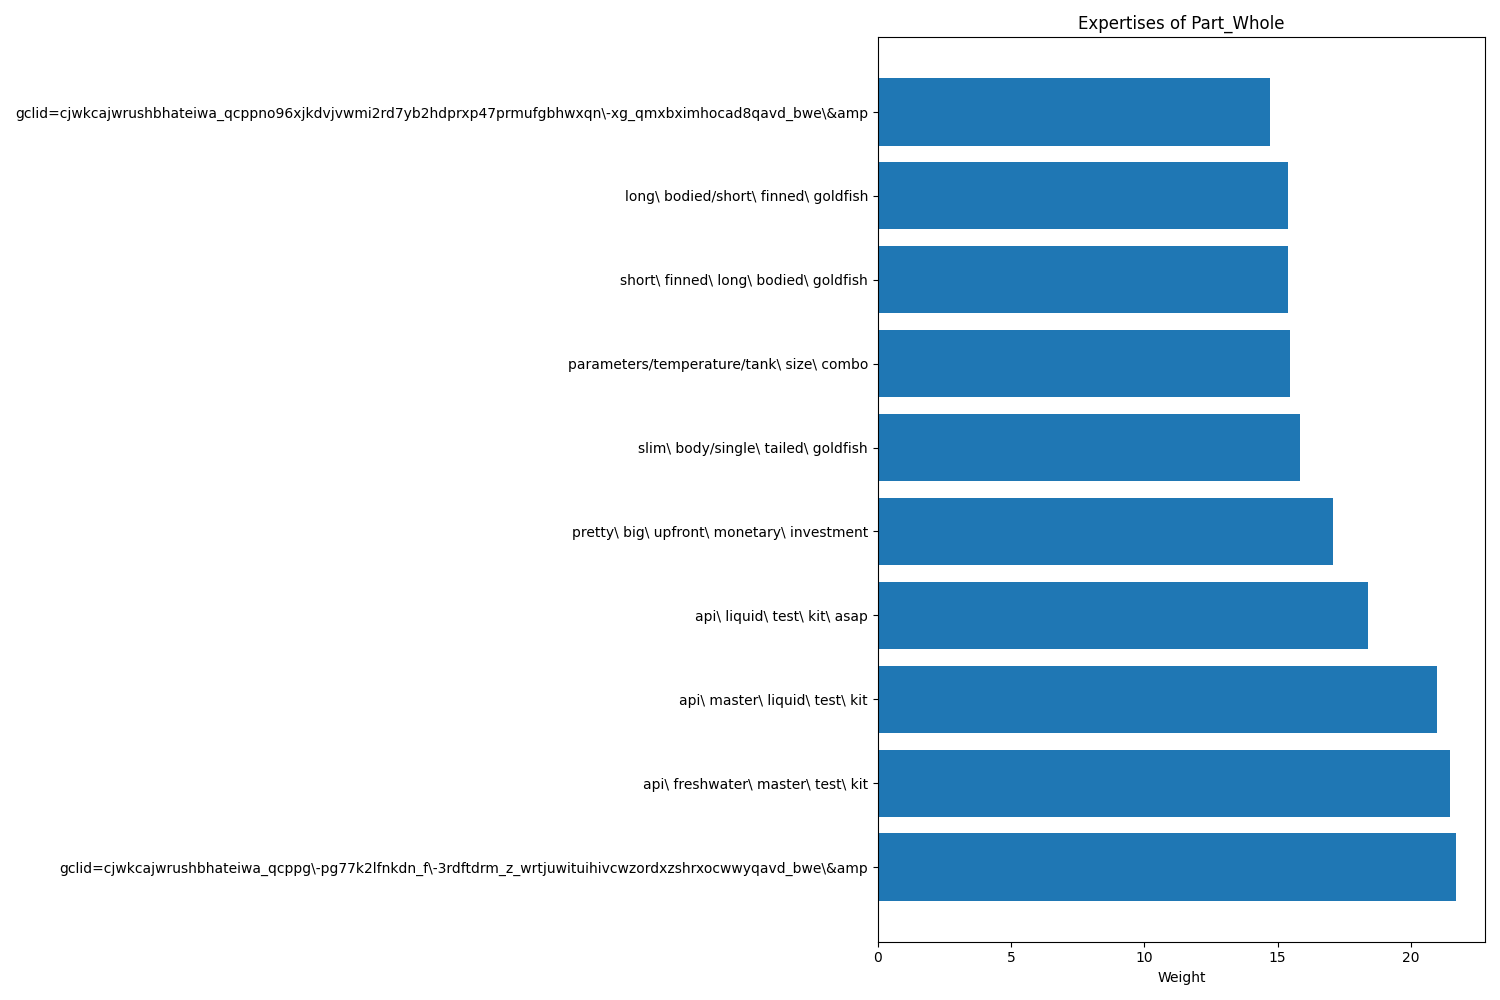 Expertises of Part_Whole
gclid=cjwkcajwrushbhateiwa_qcppno96xjkdvjvwmi2rd7yb2hdprxp47prmufgbhwxqn\-xg_qmxbximhocad8qavd_bwe\&amp
long\ bodied/short\ finned\ goldfish
short\ finned\ long\ bodied\ goldfish
parameters/temperature/tank\ size\ combo
slim\ body/single\ tailed\ goldfish
pretty\ big\ upfront\ monetary\ investment
api\ liquid\ test\ kit\ asap
api\ master\ liquid\ test\ kit
api\ freshwater\ master\ test\ kit
gclid=cjwkcajwrushbhateiwa_qcppg\-pg77k2lfnkdn_f\-3rdftdrm_z_wrtjuwituihivcwzordxzshrxocwwyqavd_bwe\&amp
0 5 10 15 20
Weight